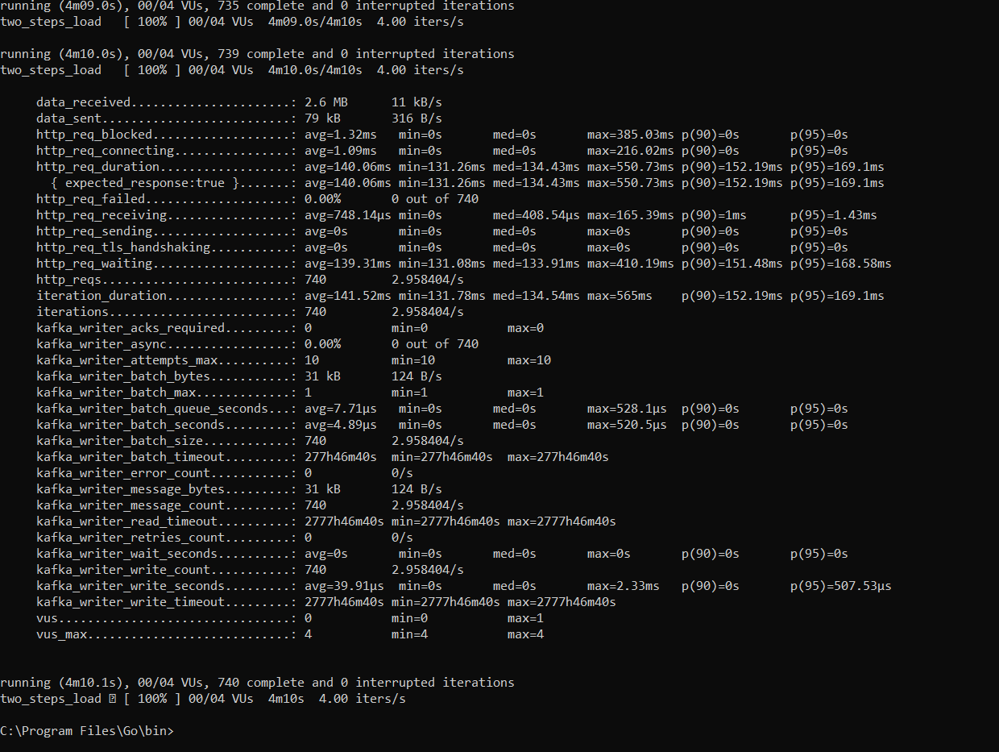 running (4m09.0s), 00/04 VUs, 735 complete and 0 interrupted iterations
two_steps_load   [ 100% ] 00/04 VUs  4m09.0s/4m10s  4.00 iters/s
running (4m10.0s), 00/04 VUs, 739 complete and 0 interrupted iterations
two_steps_load   [ 100% ] 00/04 VUs  4m10.0s/4m10s  4.00 iters/s
data_received......................: 2.6 MB      11 kB/s
data_sent..........................: 79 kB       316 B/s
http_req_blocked...................: avg=1.32ms   min=0s       med=0s       max=385.03ms p(90)=0s       p(95)=0s
http_req_connecting................: avg=1.09ms   min=0s       med=0s       max=216.02ms p(90)=0s       p(95)=0s
http_req_duration..................: avg=140.06ms min=131.26ms med=134.43ms max=550.73ms p(90)=152.19ms p(95)=169.1ms
{ expected_response:true }.......: avg=140.06ms min=131.26ms med=134.43ms max=550.73ms p(90)=152.19ms p(95)=169.1ms
http_req_failed....................: 0.00%       0 out of 740
http_req_receiving.................: avg=748.14µs min=0s       med=408.54µs max=165.39ms p(90)=1ms      p(95)=1.43ms
http_req_sending...................: avg=0s       min=0s       med=0s       max=0s       p(90)=0s       p(95)=0s
http_req_tls_handshaking...........: avg=0s       min=0s       med=0s       max=0s       p(90)=0s       p(95)=0s
http_req_waiting...................: avg=139.31ms min=131.08ms med=133.91ms max=410.19ms p(90)=151.48ms p(95)=168.58ms
http_reqs..........................: 740         2.958404/s
iteration_duration.................: avg=141.52ms min=131.78ms med=134.54ms max=565ms    p(90)=152.19ms p(95)=169.1ms
iterations.........................: 740         2.958404/s
kafka_writer_acks_required.........: 0           min=0           max=0
kafka_writer_async.................: 0.00%       0 out of 740
kafka_writer_attempts_max..........: 10          min=10          max=10
kafka_writer_batch_bytes...........: 31 kB       124 B/s
kafka_writer_batch_max.............: 1           min=1           max=1
kafka_writer_batch_queue_seconds...: avg=7.71µs   min=0s       med=0s       max=528.1µs  p(90)=0s       p(95)=0s
kafka_writer_batch_seconds.........: avg=4.89µs   min=0s       med=0s       max=520.5µs  p(90)=0s       p(95)=0s
kafka_writer_batch_size............: 740         2.958404/s
kafka_writer_batch_timeout.........: 277h46m40s  min=277h46m40s  max=277h46m40s
kafka_writer_error_count...........: 0           0/s
kafka_writer_message_bytes.........: 31 kB       124 B/s
kafka_writer_message_count.........: 740         2.958404/s
kafka_writer_read_timeout..........: 2777h46m40s min=2777h46m40s max=2777h46m40s
kafka_writer_retries_count.........: 0           0/s
kafka_writer_wait_seconds..........: avg=0s       min=0s       med=0s       max=0s       p(90)=0s       p(95)=0s
kafka_writer_write_count...........: 740         2.958404/s
kafka_writer_write_seconds.........: avg=39.91µs  min=0s       med=0s       max=2.33ms   p(90)=0s       p(95)=507.53µs
kafka_writer_write_timeout.........: 2777h46m40s min=2777h46m40s max=2777h46m40s
vus................................: 0           min=0           max=1
vus_max............................: 4           min=4           max=4
running (4m10.1s), 00/04 VUs, 740 complete and 0 interrupted iterations
two_steps_load [ 100% ] 00/04 VUs  4m10s  4.00 iters/s
C:\Program Files\Go\bin>